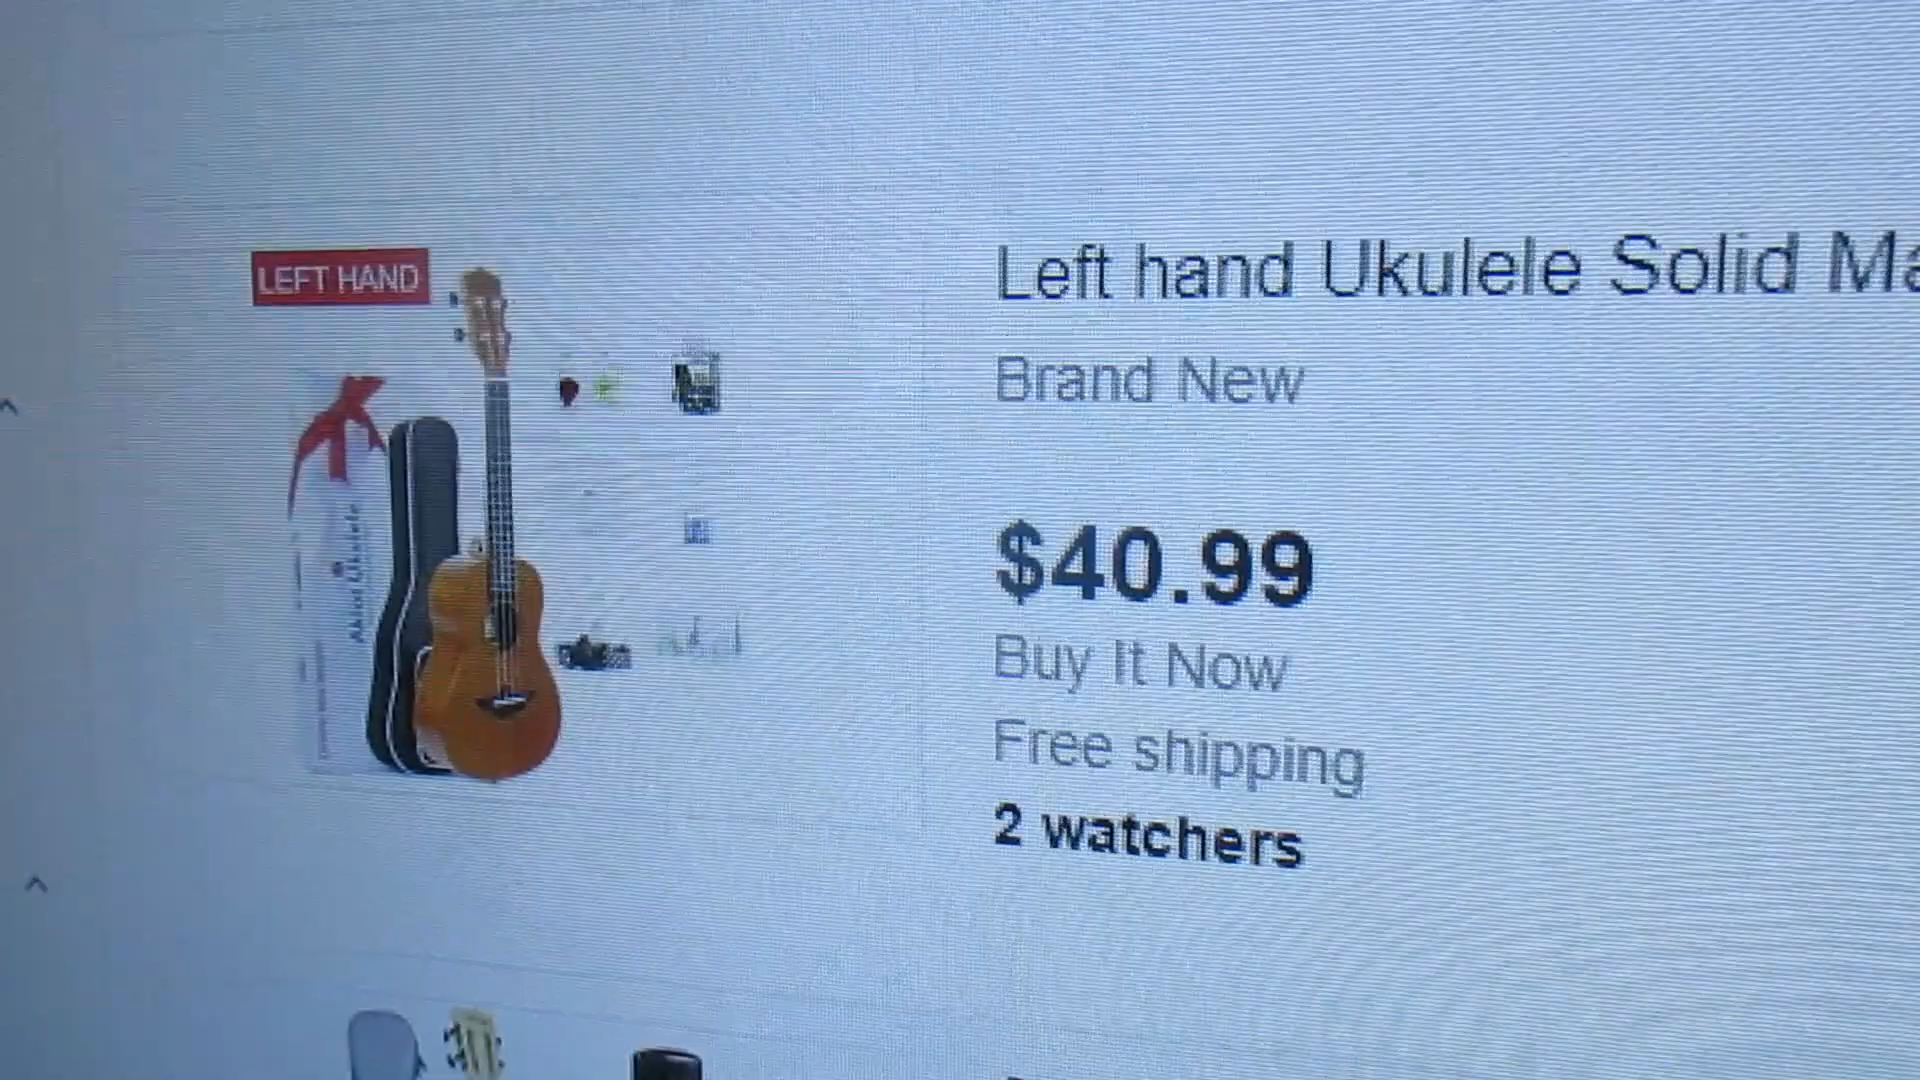 LEFT HAND
Left hand Ukulele Solid Ma
Brand New
$40.99
Buy It Now
Free shipping
2 watchers